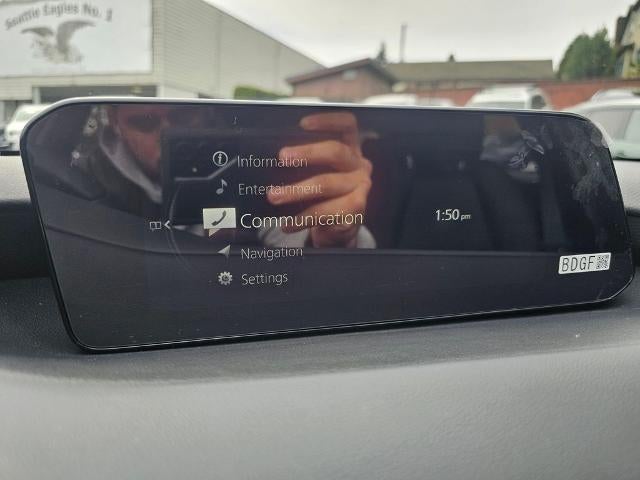 Seattle Eagles No. 1
Information
Entertainment
Communication
1:50 pm
Navigation
BDGF
Settings